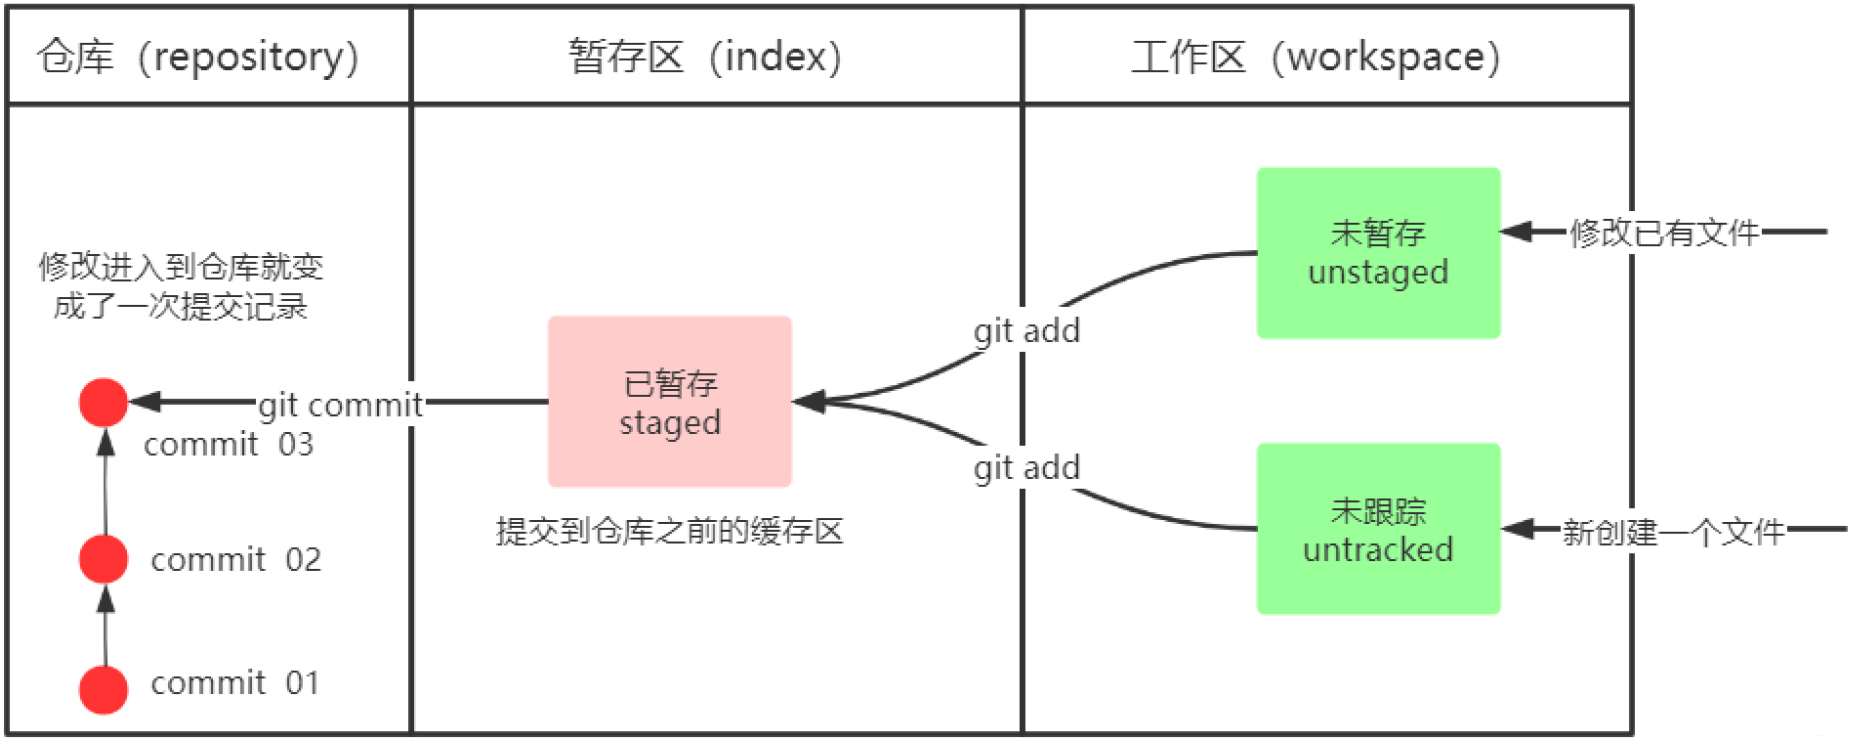 仓库（repository）
暂存区（index）
工作区（workspace）
修改进入到仓库就变
成了一次提交记录
git commit
commit 03
commit 02
commit 01
已暂存
staged
提交到仓库之前的缓存区
git add
git add
未暂存
unstaged
修改已有文件
未跟踪
untracked
新创建一个文件